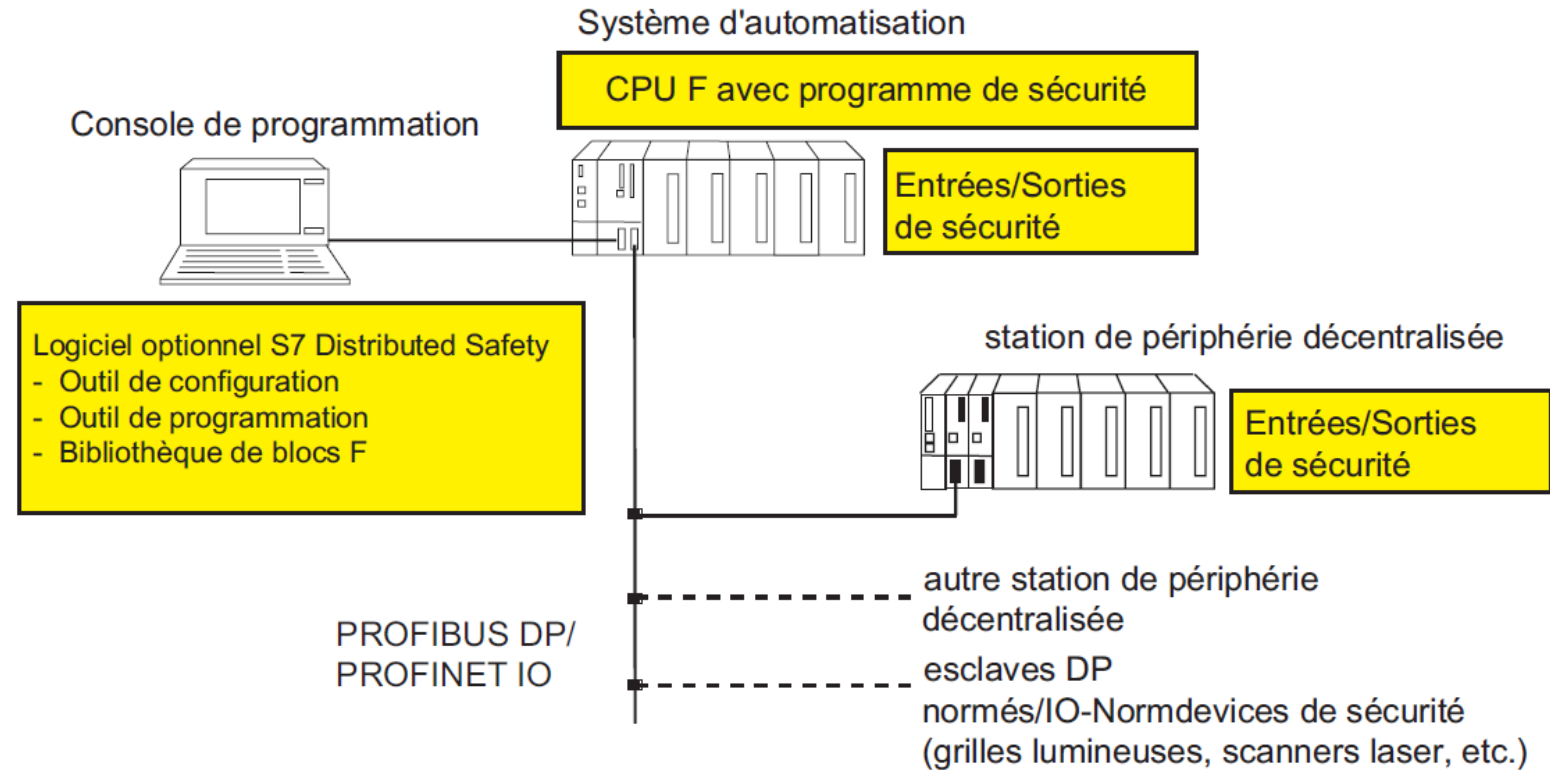 Système d'automatisation
CPU F avec programme de sécurité
Console de programmation
Entrées/Sorties
de sécurité
Logiciel optionnel S7 Distributed Safety
- Outil de configuration
- Outil de programmation
- Bibliothèque de blocs F
station de périphérie décentralisée
Entrées/Sorties
de sécurité
autre station de périphérie
décentralisée
PROFIBUS DP/
PROFINET IO
esclaves DP
normés/IO-Normdevices de sécurité
(grilles lumineuses, scanners laser, etc.)